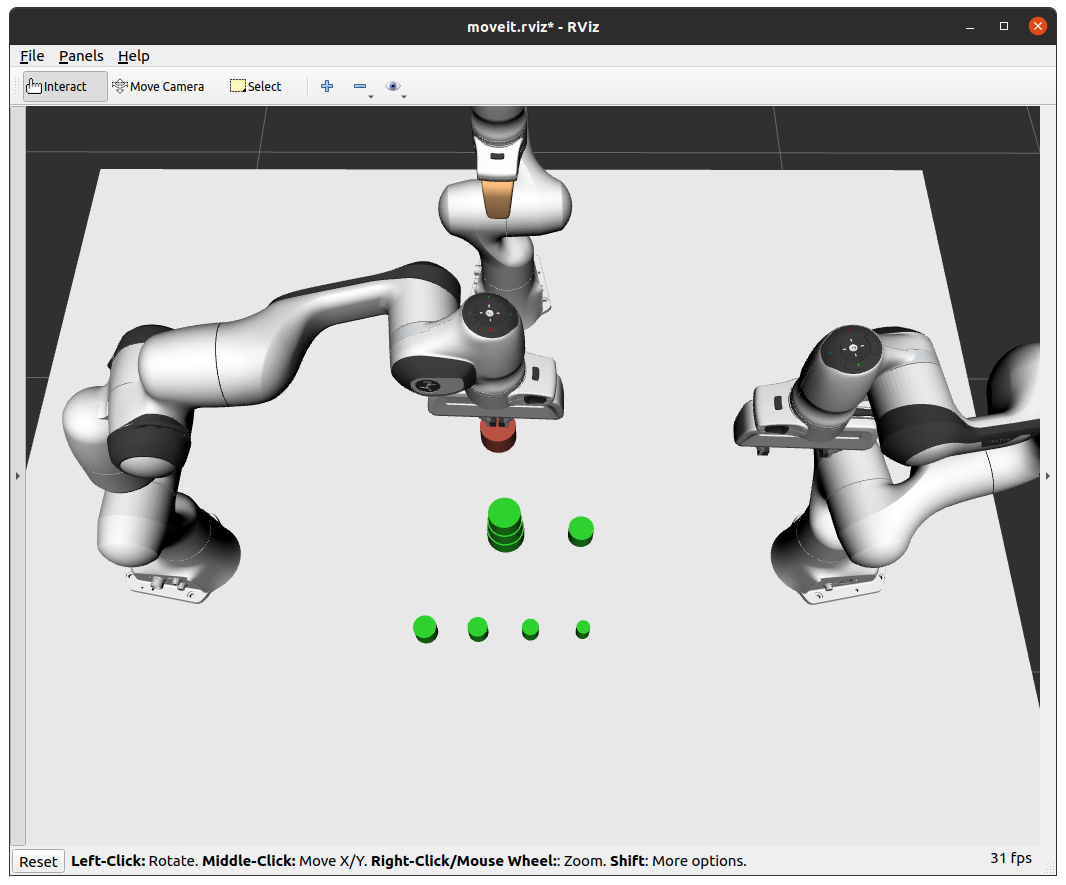 moveit.rviz* - RViz
File Panels Help
Interact Move Camera Select
Reset Left-Click: Rotate. Middle-Click: Move X/Y. Right-Click/Mouse Wheel:: Zoom. Shift: More options. 31 fps